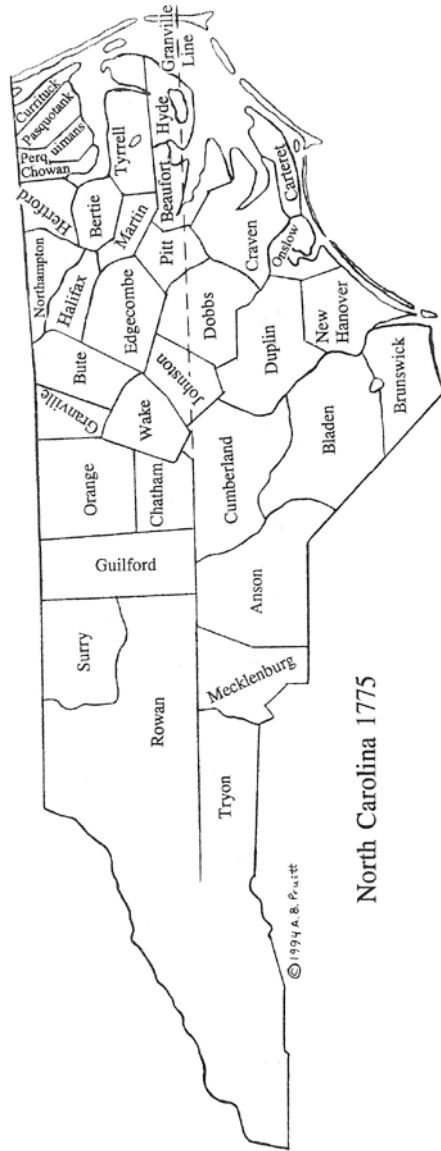 Currituck
Pasquotank
Perq
uimans
Chowan
Hertford
Bertie
Tyrrell
Northampton
Halifax
Martin
Hyde
Granville
Line
Beaufort
Edgecombe
Pitt
Bute
Granville
Wake
Johnston
Dobbs
Craven
Carteret
Onslow
Duplin
New
Hanover
Orange
Chatham
Cumberland
Bladen
Brunswick
Guilford
Anson
Surry
Rowan
Mecklenburg
Tryon
North Carolina 1775
©1994 A.B. Pruitt